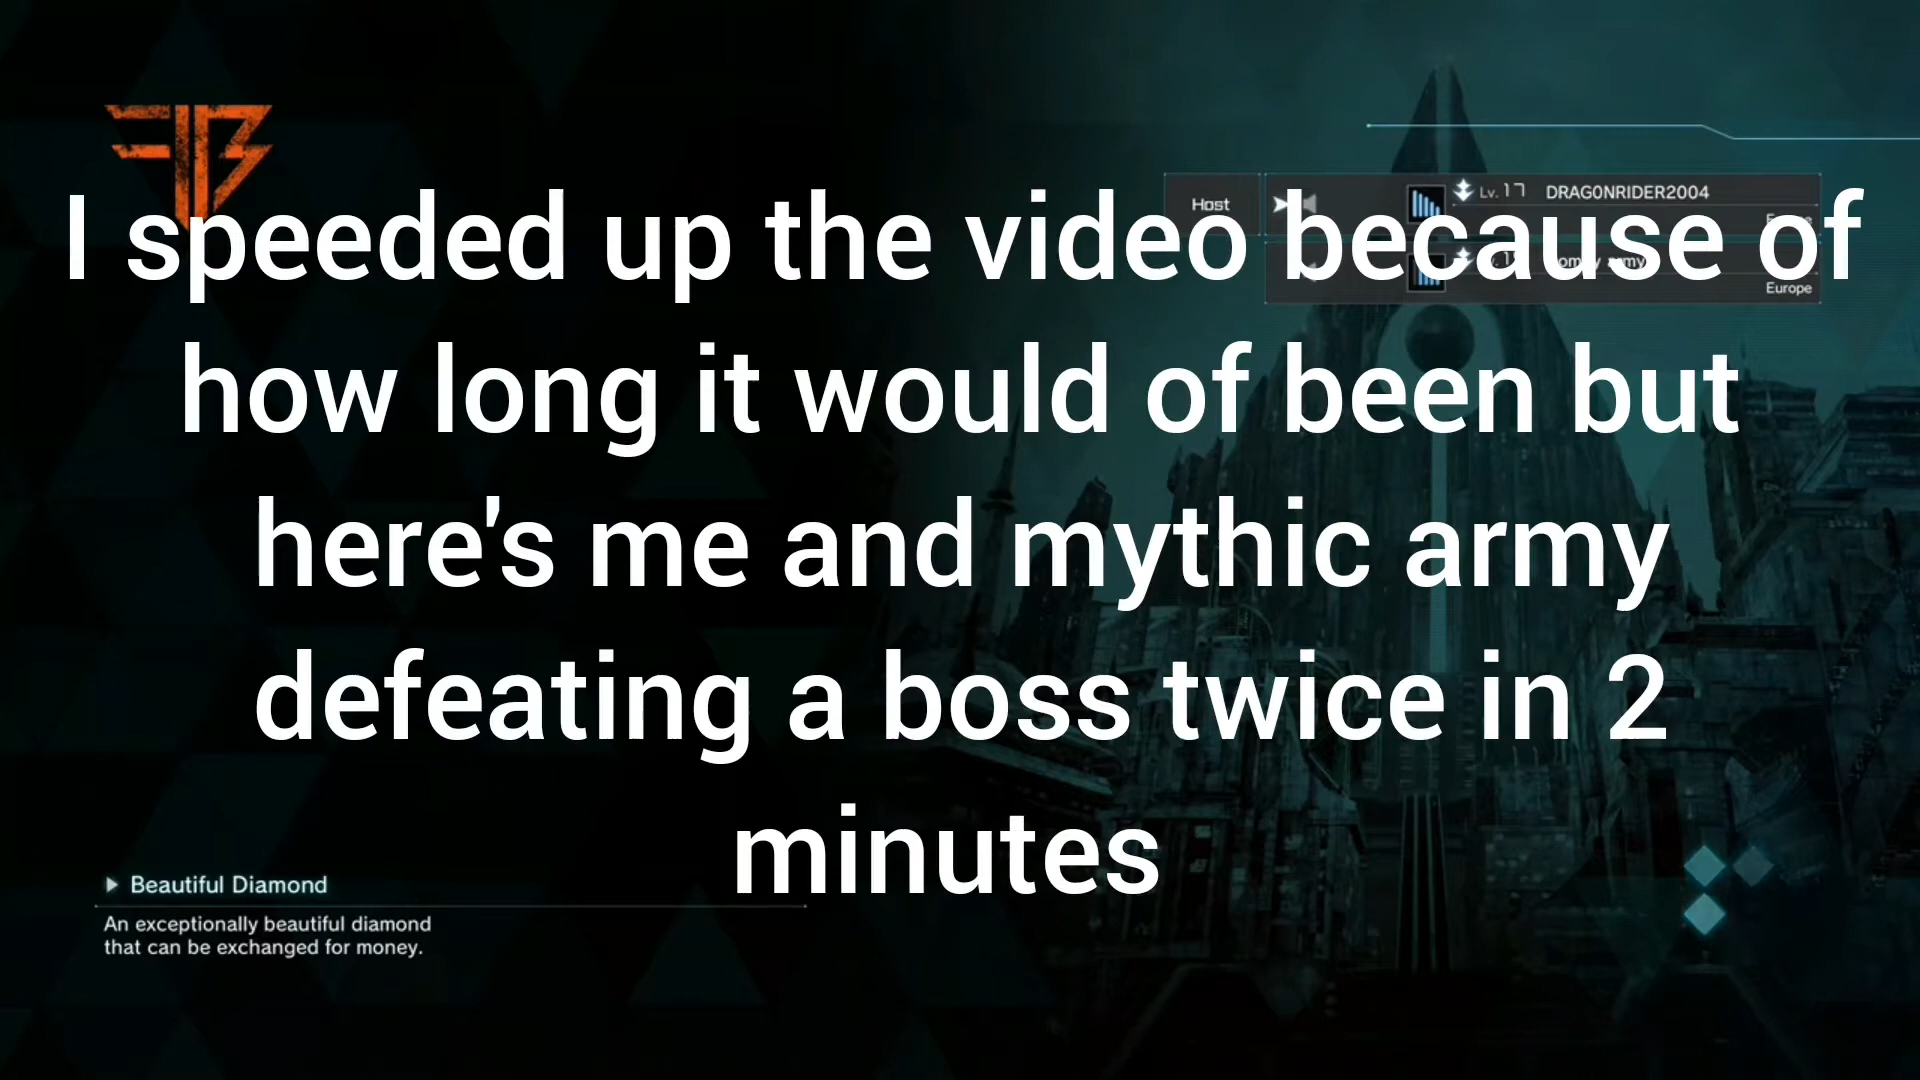 Host
Lv. 17 DRAG0NRIDER2004
I speeded up the video because of
Europe
how long it would of been but
here's me and mythic army
defeating a boss twice in 2
minutes
Beautiful Diamond
An exceptionally beautiful diamond
that can be exchanged for money.